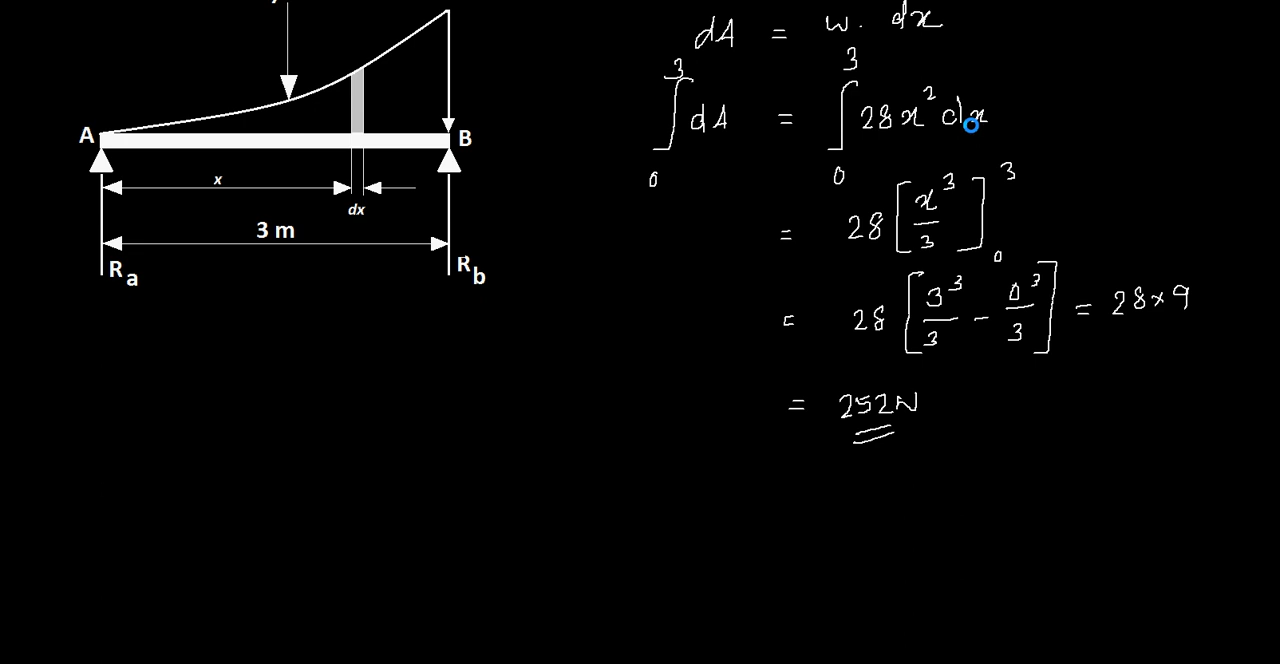 A
B
x
dx
3 m
Ra
Rb
dA = w. dx
∫₀³ dA = ∫₀³ 28x² dx
= 28 [x³/3]₀³
= 28 [3³/3 - 0³/3] = 28×9
= 252N